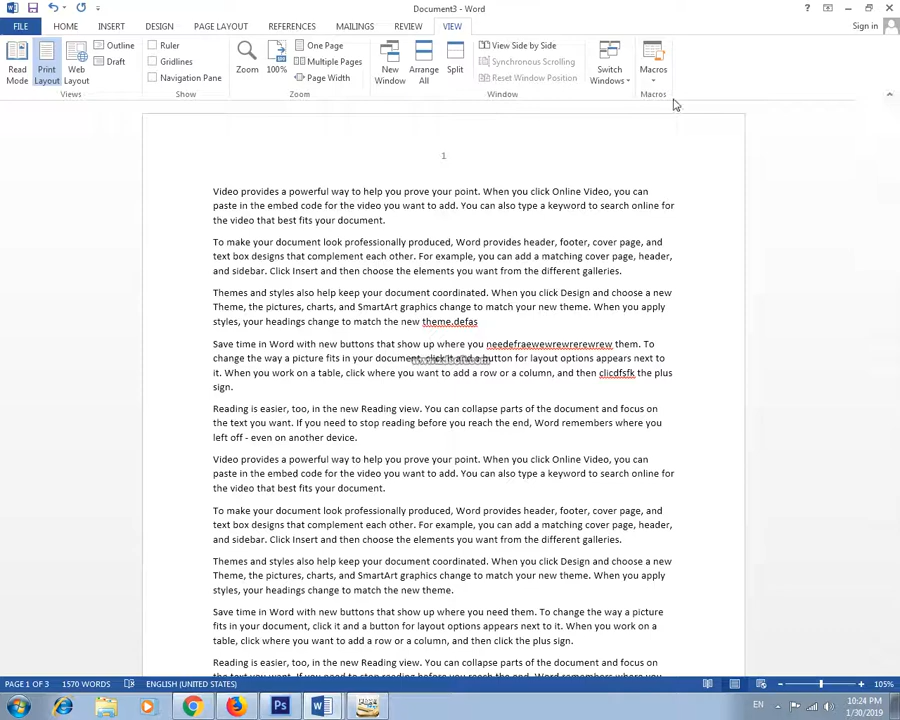 Document3 - Word
FILE HOME INSERT DESIGN PAGE LAYOUT REFERENCES MAILINGS REVIEW VIEW Sign in
Read Mode
Print Layout
Web Layout
Outline
Draft
Views
Ruler
Gridlines
Navigation Pane
Show
Zoom
100%
One Page
Multiple Pages
Page Width
Zoom
New Window
Arrange All
Split
View Side by Side
Synchronous Scrolling
Reset Window Position
Window
Switch Windows
Macros
Macros
1
Video provides a powerful way to help you prove your point. When you click Online Video, you can
paste in the embed code for the video you want to add. You can also type a keyword to search online for
the video that best fits your document.
To make your document look professionally produced, Word provides header, footer, cover page, and
text box designs that complement each other. For example, you can add a matching cover page, header,
and sidebar. Click Insert and then choose the elements you want from the different galleries.
Themes and styles also help keep your document coordinated. When you click Design and choose a new
Theme, the pictures, charts, and SmartArt graphics change to match your new theme. When you apply
styles, your headings change to match the new theme.defas
Save time in Word with new buttons that show up where you needefraewewrewrerewrew them. To
change the way a picture fits in your document, click it and a button for layout options appears next to
it. When you work on a table, click where you want to add a row or a column, and then clicdfsfk the plus
sign.
Reading is easier, too, in the new Reading view. You can collapse parts of the document and focus on
the text you want. If you need to stop reading before you reach the end, Word remembers where you
left off - even on another device.
Video provides a powerful way to help you prove your point. When you click Online Video, you can
paste in the embed code for the video you want to add. You can also type a keyword to search online for
the video that best fits your document.
To make your document look professionally produced, Word provides header, footer, cover page, and
text box designs that complement each other. For example, you can add a matching cover page, header,
and sidebar. Click Insert and then choose the elements you want from the different galleries.
Themes and styles also help keep your document coordinated. When you click Design and choose a new
Theme, the pictures, charts, and SmartArt graphics change to match your new theme. When you apply
styles, your headings change to match the new theme.
Save time in Word with new buttons that show up where you need them. To change the way a picture
fits in your document, click it and a button for layout options appears next to it. When you work on a
table, click where you want to add a row or a column, and then click the plus sign.
Reading is easier, too, in the new Reading view. You can collapse parts of the document and focus on
PAGE 1 OF 3 1570 WORDS ENGLISH (UNITED STATES) 105%
EN 10:24 PM
1/30/2019